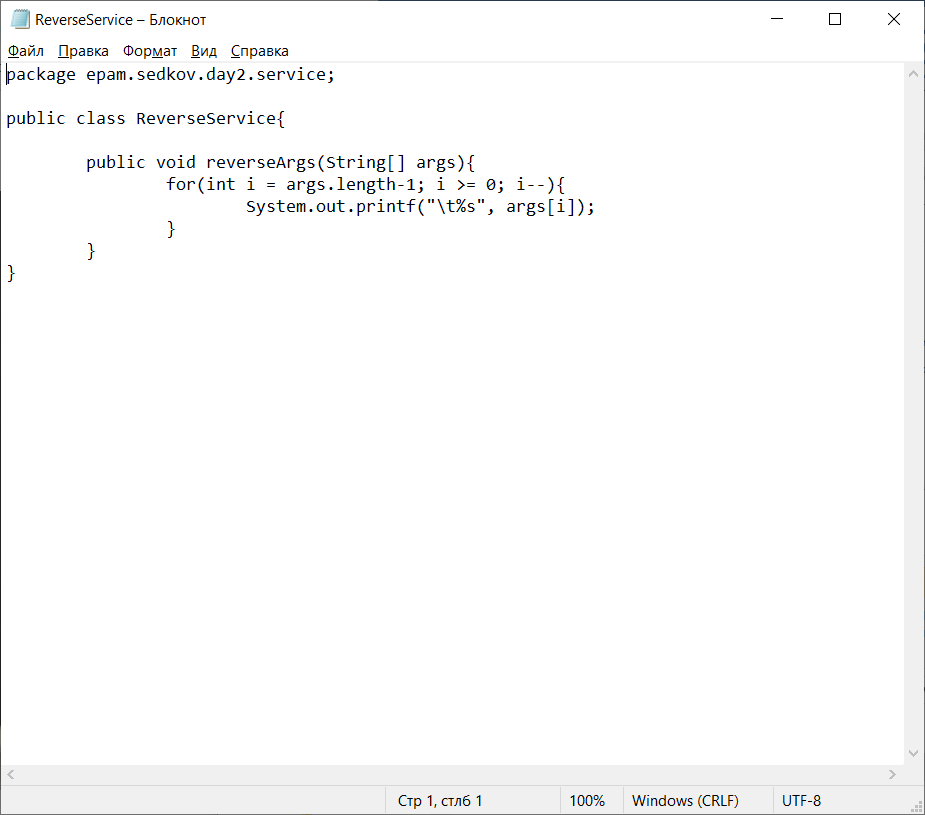 ReverseService – Блокнот
Файл Правка Формат Вид Справка
package epam.sedkov.day2.service;
public class ReverseService{
public void reverseArgs(String[] args){
for(int i = args.length-1; i >= 0; i--){
System.out.printf("\t%s", args[i]);
}
}
}
Стр 1, стлб 1 100% Windows (CRLF) UTF-8